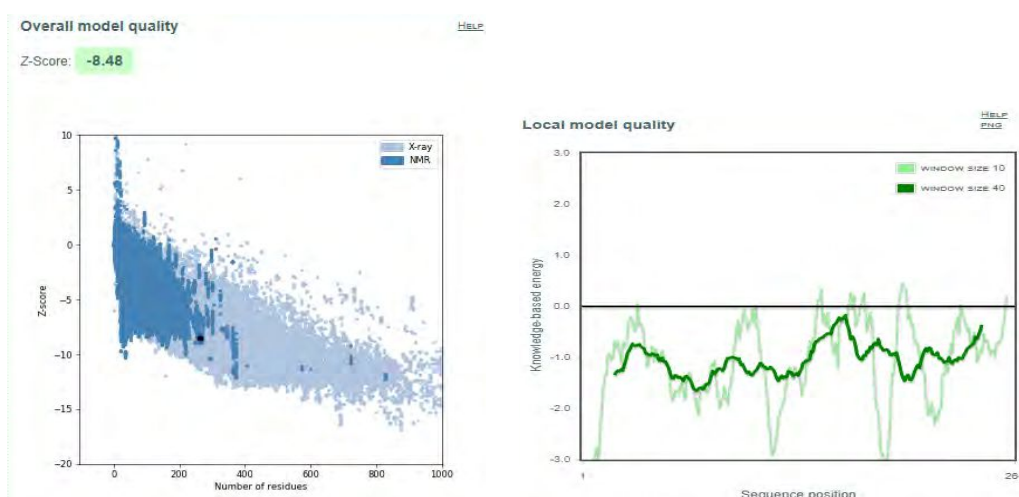 Overall model quality
HELP
Z-Score: -8.48
10
5
0
−5
−10
−15
−20
Z-score
X-ray
NMR
0 200 400 600 800 1000
Number of residues
Local model quality
HELP
PNG
3.0
2.0
1.0
0.0
-1.0
-2.0
-3.0
Knowledge-based energy
WINDOW SIZE 10
WINDOW SIZE 40
1 26
Sequence position